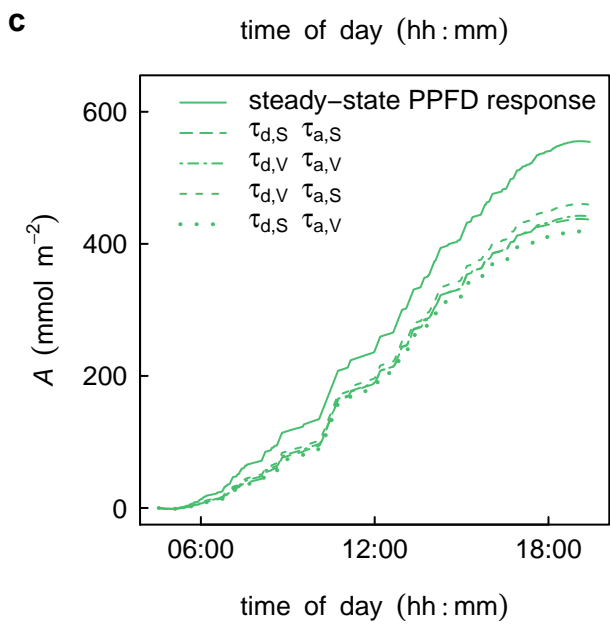 c
time of day (hh : mm)
600
400
200
0
A (mmol m⁻²)
steady−state PPFD response
τd,S τa,S
τd,V τa,V
τd,V τa,S
τd,S τa,V
06:00 12:00 18:00
time of day (hh : mm)